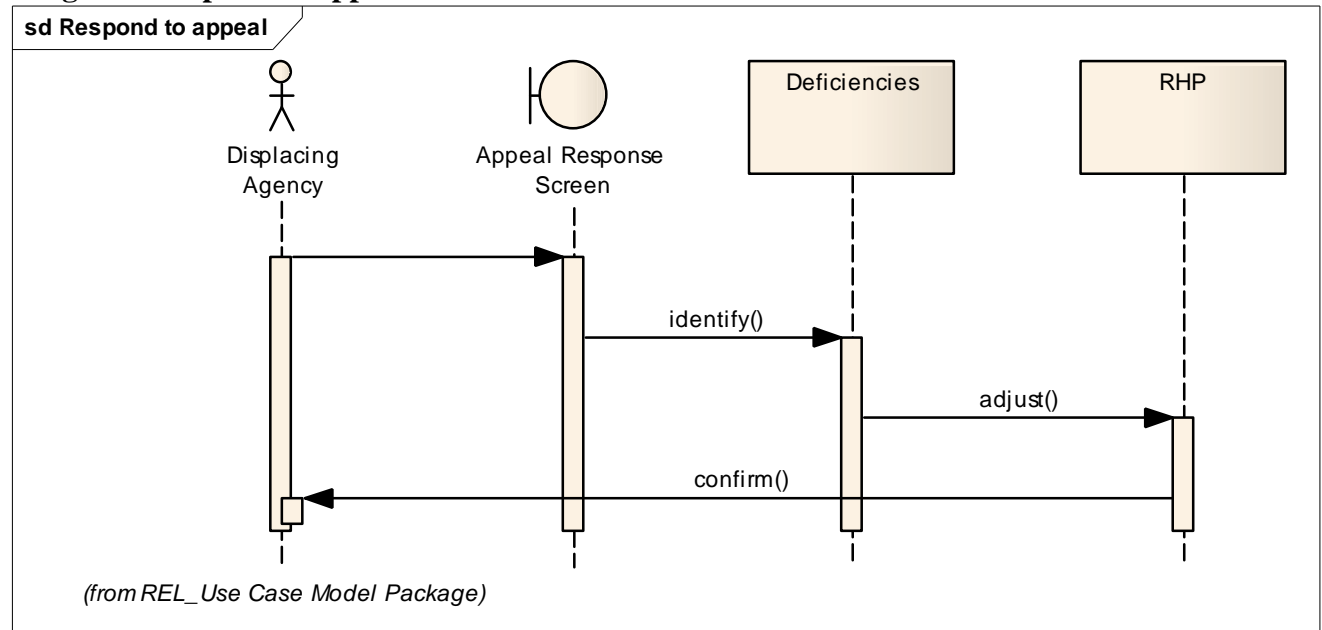 sd Respond to appeal
Displacing
Agency
Appeal Response
Screen
Deficiencies
RHP
identify()
adjust()
confirm()
(from REL_Use Case Model Package)